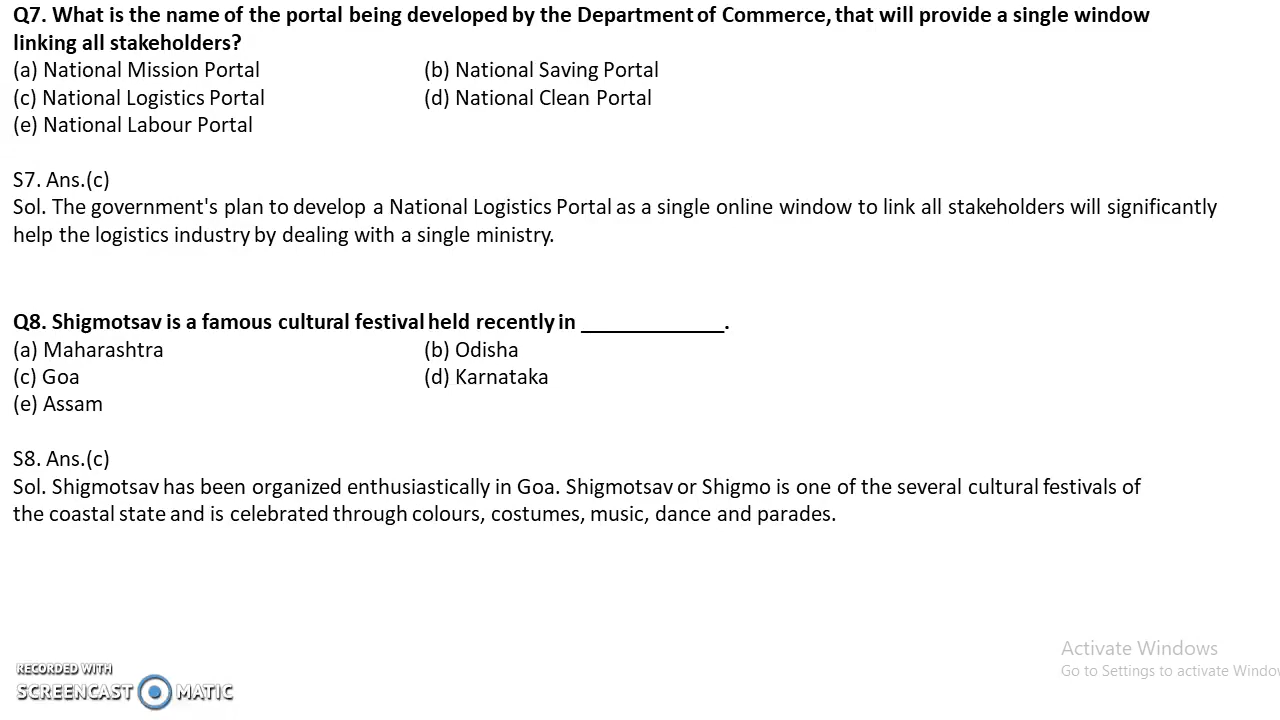 Q7. What is the name of the portal being developed by the Department of Commerce, that will provide a single window
linking all stakeholders?
(a) National Mission Portal (b) National Saving Portal
(c) National Logistics Portal (d) National Clean Portal
(e) National Labour Portal
S7. Ans.(c)
Sol. The government's plan to develop a National Logistics Portal as a single online window to link all stakeholders will significantly
help the logistics industry by dealing with a single ministry.
Q8. Shigmotsav is a famous cultural festival held recently in _____________.
(a) Maharashtra (b) Odisha
(c) Goa (d) Karnataka
(e) Assam
S8. Ans.(c)
Sol. Shigmotsav has been organized enthusiastically in Goa. Shigmotsav or Shigmo is one of the several cultural festivals of
the coastal state and is celebrated through colours, costumes, music, dance and parades.
Activate Windows
Go to Settings to activate Windo
RECORDED WITH
SCREENCAST MATIC